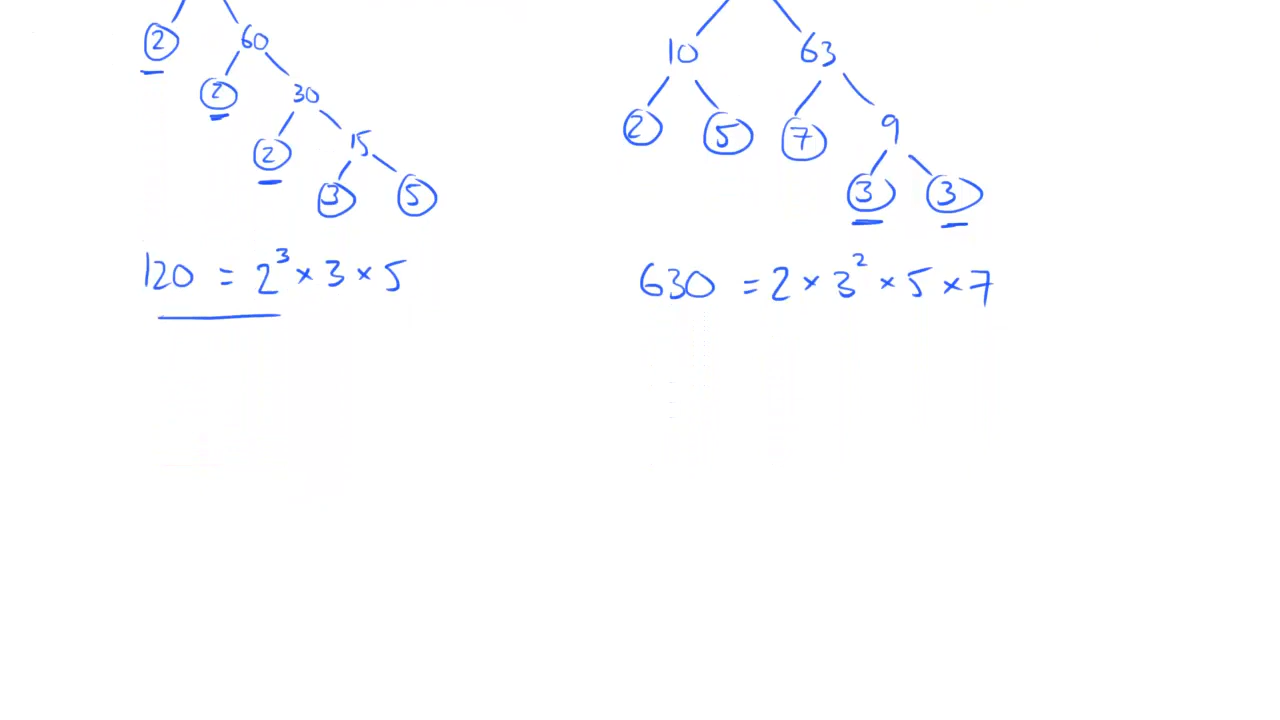 2 60
2 30
2 15
3 5
120 = 2³ × 3 × 5
10 63
2 5 7 9
3 3
630 = 2 × 3² × 5 × 7